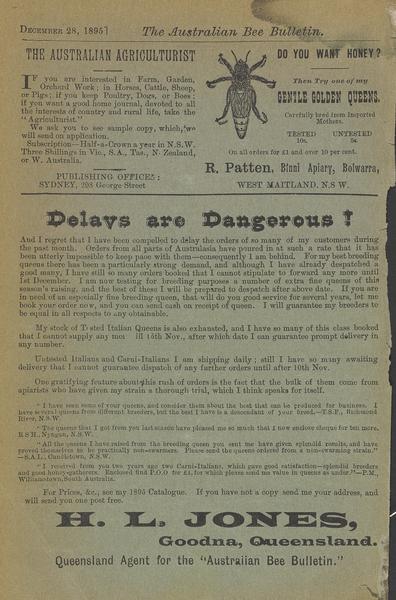 DECEMBER 28, 1895]
The Australian Bee Bulletin.
THE AUSTRALIAN AGRICULTURIST
IF you are interested in Farm, Garden,
Orchard Work; in Horses, Cattle, Sheep,
or Pigs; if you keep Poultry, Dogs, or Bees;
if you want a good home journal, devoted to all
the interests of country and rural life, take the
"Agriculturist."
We ask you to see sample copy, which we
will send on application.
Subscription—Half-a-Crown a year in N.S.W.
Three Shillings in Vic., S.A., Tas., N. Zealand,
or W. Australia.
PUBLISHING OFFICE:
SYDNEY, 293 George Street
DO YOU WANT HONEY?
Then Try one of my
GENTLE GOLDEN QUEENS.
Carefully bred from Imported
Mothers.
TESTED UNTESTED
10s. 5s
On all orders for £1 and over 10 per cent.
R. Patten, Binni Apiary, Bolwarra,
WEST MAITLAND, N.S W.
Delays are Dangerous!
And I regret that I have been compelled to delay the orders of so many of my customers during
the past month. Orders from all parts of Australasia have poured in at such a rate that it has
been utterly impossible to keep pace with them—consequently I am behind. For my best breeding
queens there has been a particularly strong demand, and although I have already despatched a
good many, I have still so many orders booked that I cannot stipulate to forward any more until
1st December. I am now testing for breeding purposes a number of extra fine queens of this
season's raising, and the best of these I will be prepared to despatch after above date. If you are
in need of an especially fine breeding queen, that will do you good service for several years, let me
book your order now, and you can send cash on receipt of queen. I will guarantee my breeders to
be equal in all respects to any obtainable.
My stock of Tested Italian Queens is also exhausted, and I have so many of this class booked
that I cannot supply any til 15th Nov., after which date I can guarantee prompt delivery in
any number.
Untested Italians and Carni-Italians I am shipping daily; still I have so many awaiting
delivery that I cannot guarantee dispatch of any further orders until after 10th Nov.
One gratifying feature about this rush of orders is the fact that the bulk of them come from
apiarists who have given my strain a thorough trial, which I think speaks for itself.
"I have seen some of your queens, and consider them about the best that can be produced for business. I
have several queens from different breeders, but the best I have is a descendant of your breed.—T.S.F., Richmond
River, N.S.W.
"The queens that I got from you last season have pleased me so much that I now enclose cheque for ten more.
H.S.H., Nyngan, N.S.W.
"All the queens I have raised from the breeding queen you sent me have given splendid results, and have
proved themselves to be practically non-swarmers. Please send the queens ordered from a non-swarming strain."
—S.A.L., Candletown, N.S.W.
"I received from you two years ago two Carni-Italians, which gave good satisfaction—splendid breeders
and good honey-gatherers. Enclosed find P.O.O for £1, for which please send me value in queens as under."—P.M.,
Williamstown, South Australia.
For Prices, &c., see my 1895 Catalogue. If you have not a copy send me your address, and
will send you one post free.
H. L. JONES,
Goodna, Queensland.
Queensland Agent for the "Australian Bee Bulletin."